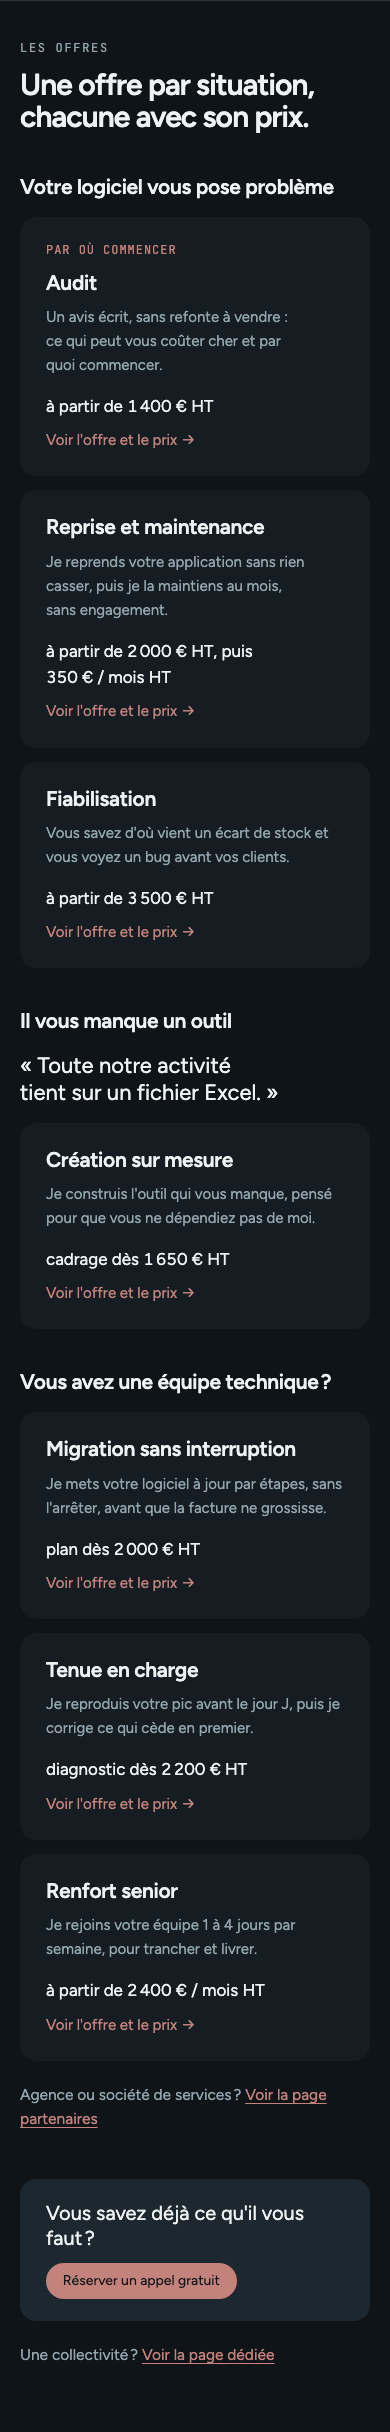 LES OFFRES
Une offre par situation,
chacune avec son prix.
Votre logiciel vous pose problème
PAR OÙ COMMENCER
Audit
Un avis écrit, sans refonte à vendre :
ce qui peut vous coûter cher et par
quoi commencer.
à partir de 1 400 € HT
Voir l'offre et le prix →
Reprise et maintenance
Je reprends votre application sans rien
casser, puis je la maintiens au mois,
sans engagement.
à partir de 2 000 € HT, puis
350 € / mois HT
Voir l'offre et le prix →
Fiabilisation
Vous savez d'où vient un écart de stock et
vous voyez un bug avant vos clients.
à partir de 3 500 € HT
Voir l'offre et le prix →
Il vous manque un outil
« Toute notre activité
tient sur un fichier Excel. »
Création sur mesure
Je construis l'outil qui vous manque, pensé
pour que vous ne dépendiez pas de moi.
cadrage dès 1 650 € HT
Voir l'offre et le prix →
Vous avez une équipe technique ?
Migration sans interruption
Je mets votre logiciel à jour par étapes, sans
l'arrêter, avant que la facture ne grossisse.
plan dès 2 000 € HT
Voir l'offre et le prix →
Tenue en charge
Je reproduis votre pic avant le jour J, puis je
corrige ce qui cède en premier.
diagnostic dès 2 200 € HT
Voir l'offre et le prix →
Renfort senior
Je rejoins votre équipe 1 à 4 jours par
semaine, pour trancher et livrer.
à partir de 2 400 € / mois HT
Voir l'offre et le prix →
Agence ou société de services ? Voir la page
partenaires
Vous savez déjà ce qu'il vous
faut ?
Réserver un appel gratuit
Une collectivité ? Voir la page dédiée